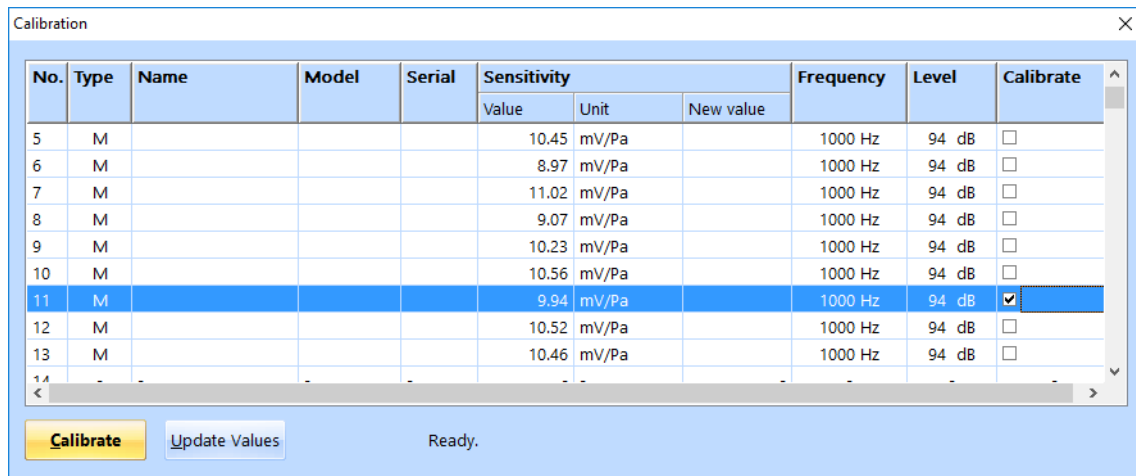 Calibration
No. Type Name Model Serial Sensitivity Frequency Level Calibrate
Value Unit New value
5 M 10.45 mV/Pa 1000 Hz 94 dB
6 M 8.97 mV/Pa 1000 Hz 94 dB
7 M 11.02 mV/Pa 1000 Hz 94 dB
8 M 9.07 mV/Pa 1000 Hz 94 dB
9 M 10.23 mV/Pa 1000 Hz 94 dB
10 M 10.56 mV/Pa 1000 Hz 94 dB
11 M 9.94 mV/Pa 1000 Hz 94 dB
12 M 10.52 mV/Pa 1000 Hz 94 dB
13 M 10.46 mV/Pa 1000 Hz 94 dB
14 - - - - - - - - - -
Calibrate Update Values Ready.